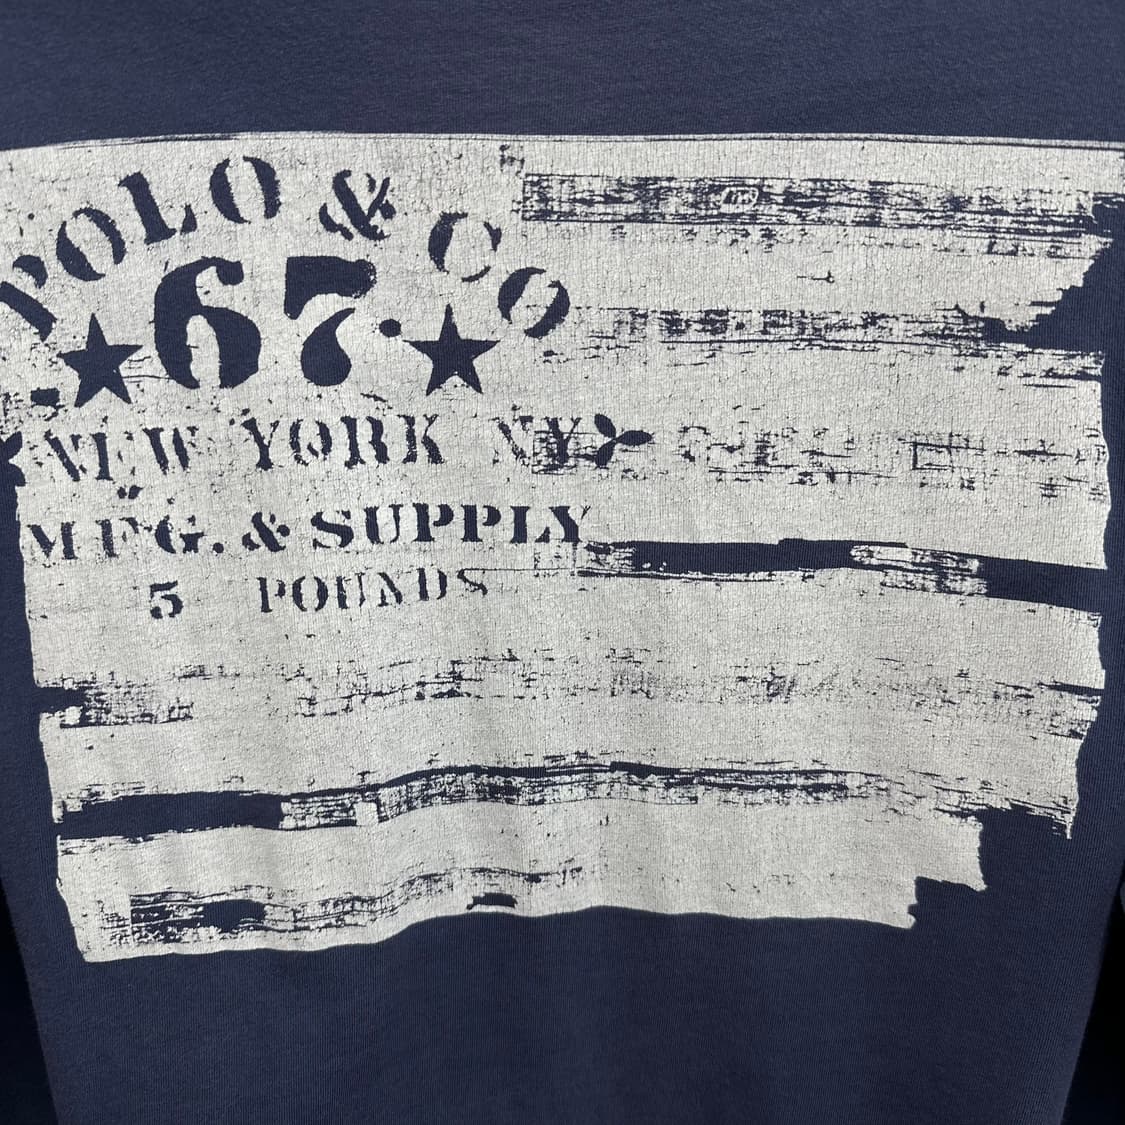 POLO & CO
67
NEW YORK NY
MFG. & SUPPLY
5 POUNDS